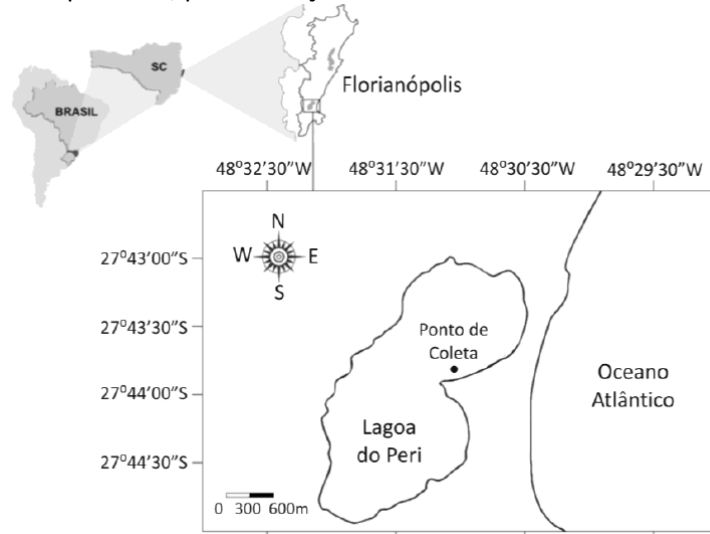 SC
BRASIL
Florianópolis
48°32'30"W 48°31'30"W 48°30'30"W 48°29'30"W
N
W E
S
27°43'00"S
27°43'30"S
27°44'00"S
27°44'30"S
Ponto de
Coleta
Oceano
Atlântico
Lagoa
do Peri
0 300 600m